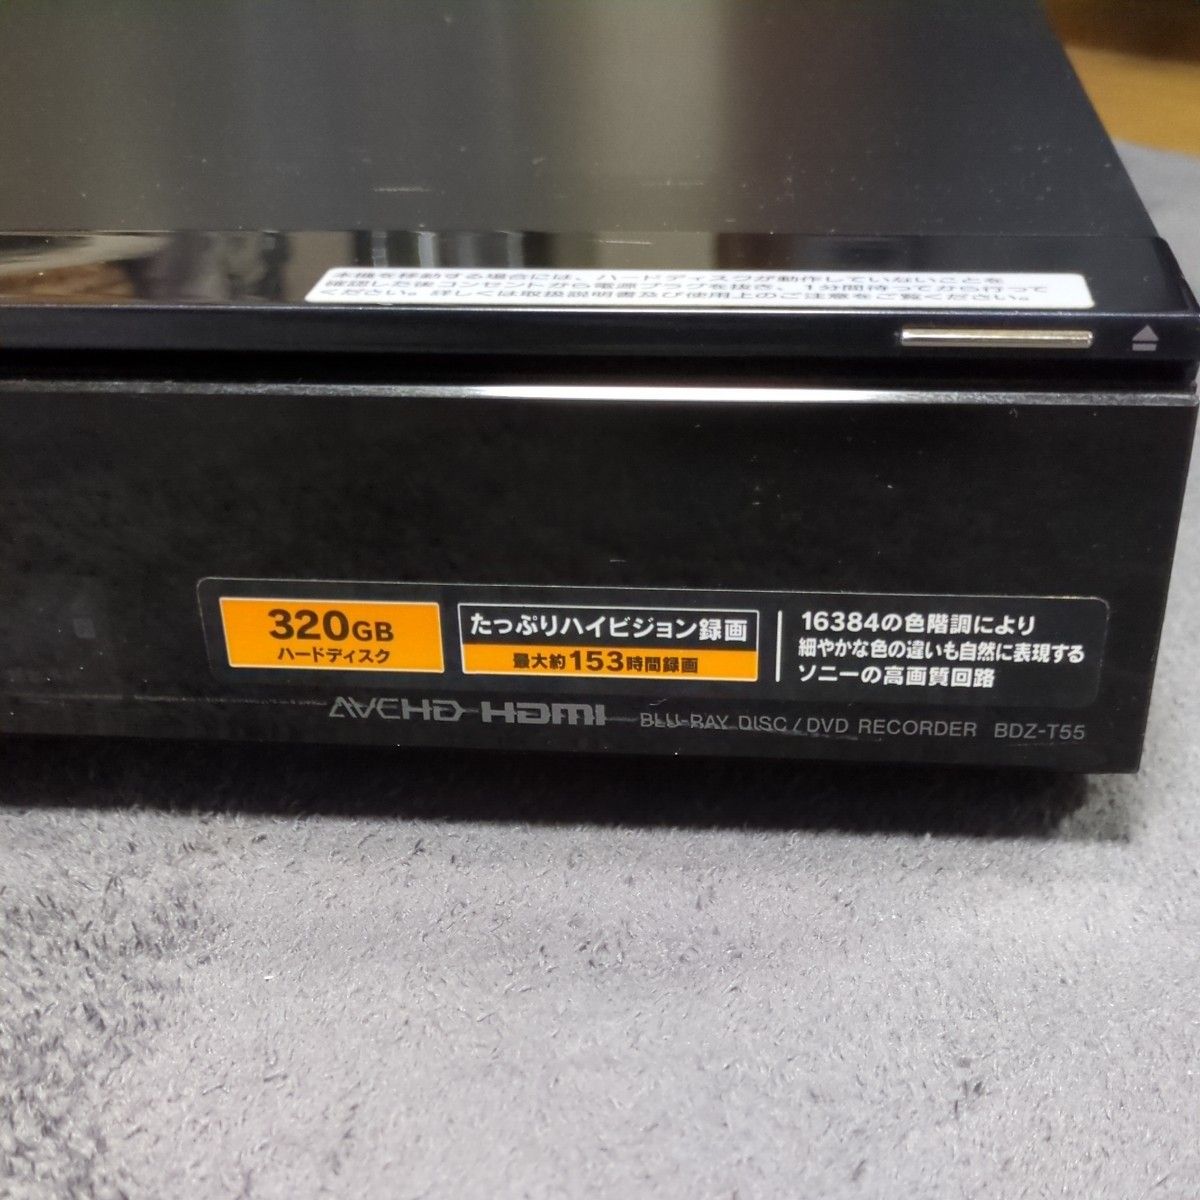 本機を移動する場合には、ハードディスクが動作していないことを
確認した後コンセントから電源プラグを抜き、1分間待ってから行って
ください。詳しくは取扱説明書及び使用上のご注意をご覧ください。
320GB
ハードディスク
たっぷりハイビジョン録画
最大約153時間録画
16384の色階調により
細やかな色の違いも自然に表現する
ソニーの高画質回路
AVCHD HDMI BLU-RAY DISC / DVD RECORDER BDZ-T55